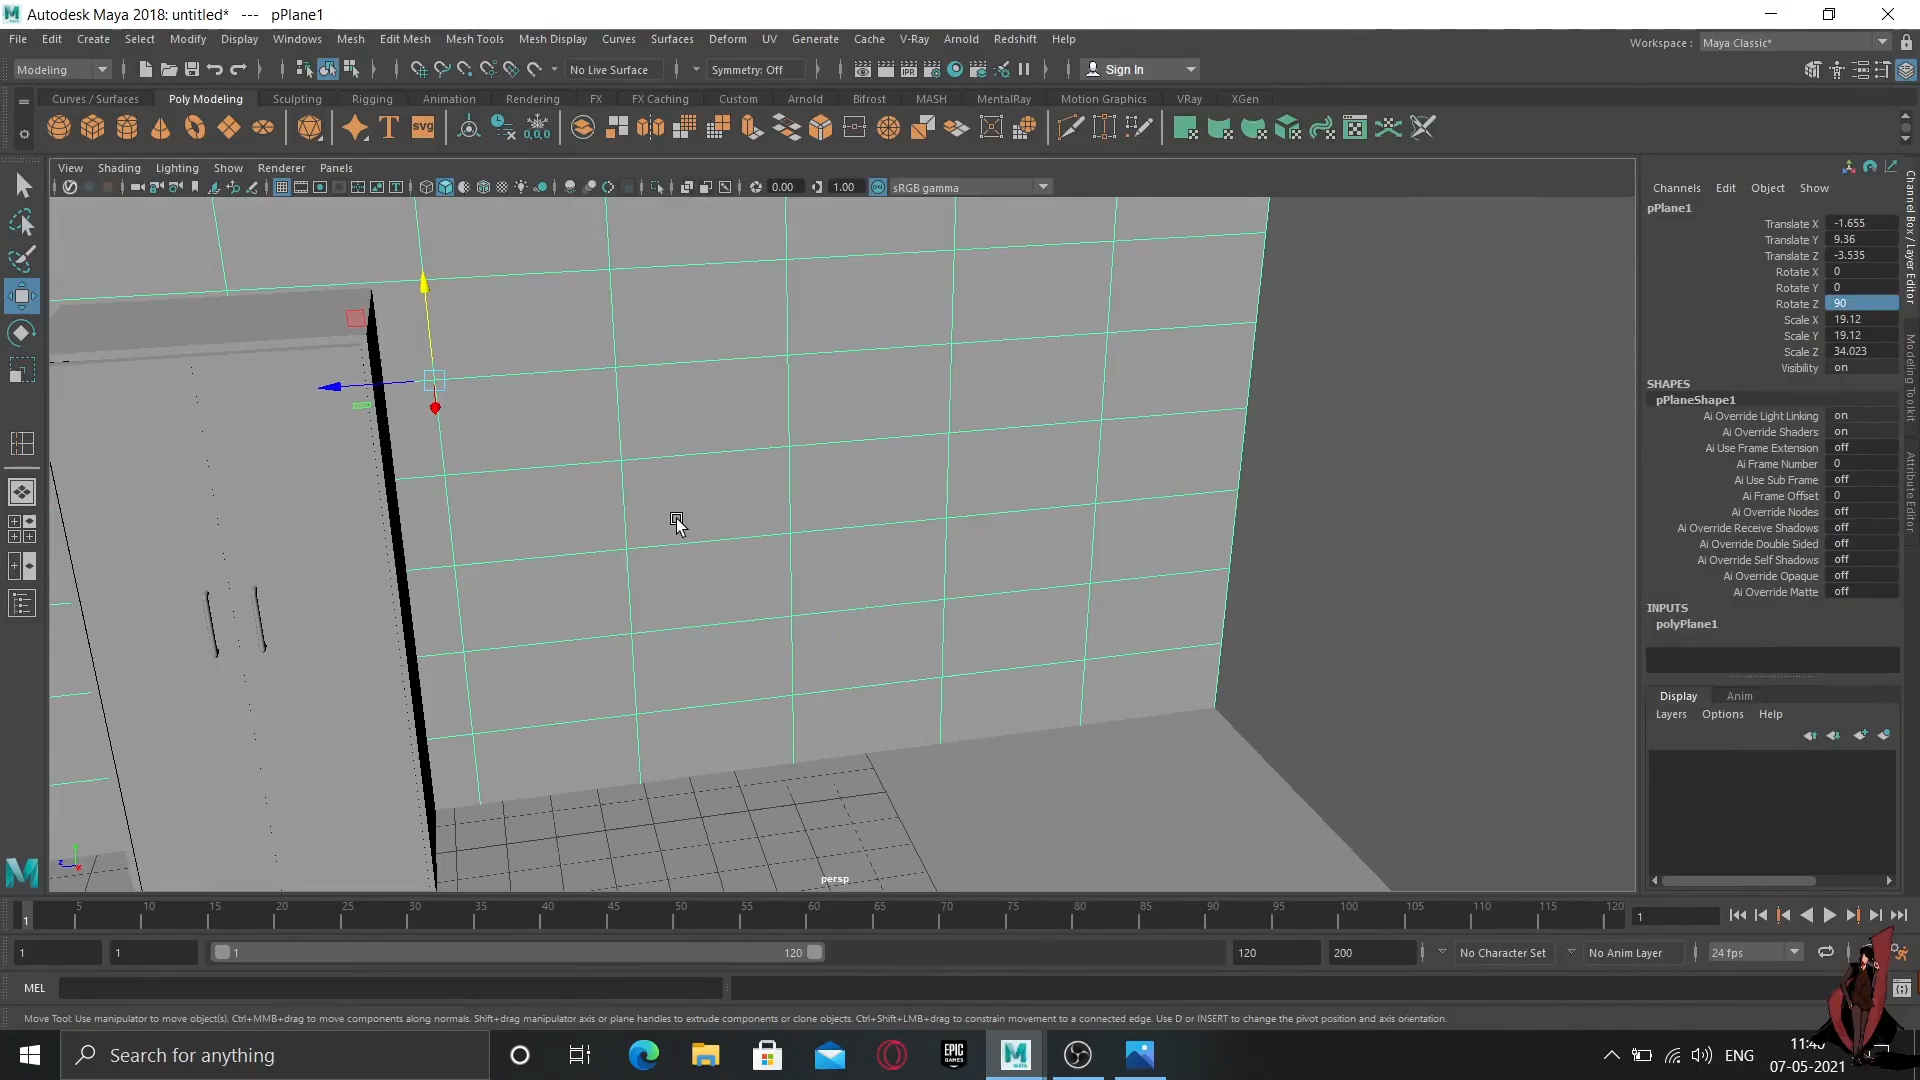 Autodesk Maya 2018: untitled*   ---   pPlane1
File Edit Create Select Modify Display Windows Mesh Edit Mesh Mesh Tools Mesh Display Curves Surfaces Deform UV Generate Cache V-Ray Arnold Redshift Help
Workspace : Maya Classic*
Modeling No Live Surface Symmetry: Off Sign In
Curves / Surfaces Poly Modeling Sculpting Rigging Animation Rendering FX FX Caching Custom Arnold Bifrost MASH MentalRay Motion Graphics VRay XGen
View Shading Lighting Show Renderer Panels
0.00 1.00 sRGB gamma
Channels Edit Object Show
pPlane1
Translate X -1.655
Translate Y 9.36
Translate Z -3.535
Rotate X 0
Rotate Y 0
Rotate Z 90
Scale X 19.12
Scale Y 19.12
Scale Z 34.023
Visibility on
SHAPES
pPlaneShape1
Ai Override Light Linking on
Ai Override Shaders on
Ai Use Frame Extension off
Ai Frame Number 0
Ai Use Sub Frame off
Ai Frame Offset 0
Ai Override Nodes off
Ai Override Receive Shadows off
Ai Override Double Sided off
Ai Override Self Shadows off
Ai Override Opaque off
Ai Override Matte off
INPUTS
polyPlane1
Display Anim
Layers Options Help
Channel Box / Layer Editor
Modeling Toolkit
Attribute Editor
persp
1 5 10 15 20 25 30 35 40 45 50 55 60 65 70 75 80 85 90 95 100 105 110 115 120 1
1 1 1 120 120 200 No Character Set No Anim Layer 24 fps
MEL
Move Tool: Use manipulator to move object(s). Ctrl+MMB+drag to move components along normals. Shift+drag manipulator axis or plane handles to extrude components or clone objects. Ctrl+Shift+LMB+drag to constrain movement to a connected edge. Use D or INSERT to change the pivot position and axis orientation.
Search for anything
ENG
07-05-2021